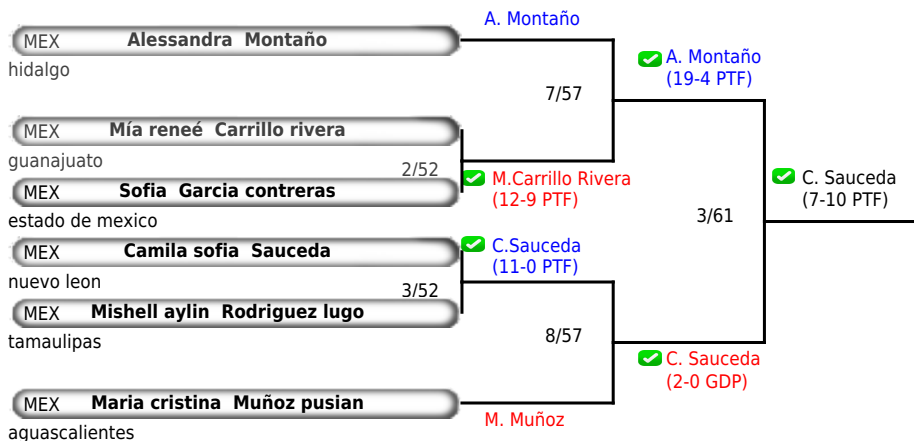 A. Montaño
MEX Alessandra Montaño
hidalgo
7/57
A. Montaño
(19-4 PTF)
MEX Mía reneé Carrillo rivera
guanajuato
2/52
M.Carrillo Rivera
(12-9 PTF)
MEX Sofia Garcia contreras
estado de mexico
3/61
C. Sauceda
(7-10 PTF)
MEX Camila sofia Sauceda
nuevo leon
C.Sauceda
(11-0 PTF)
3/52
MEX Mishell aylin Rodriguez lugo
tamaulipas
8/57
C. Sauceda
(2-0 GDP)
MEX Maria cristina Muñoz pusian
aguascalientes
M. Muñoz